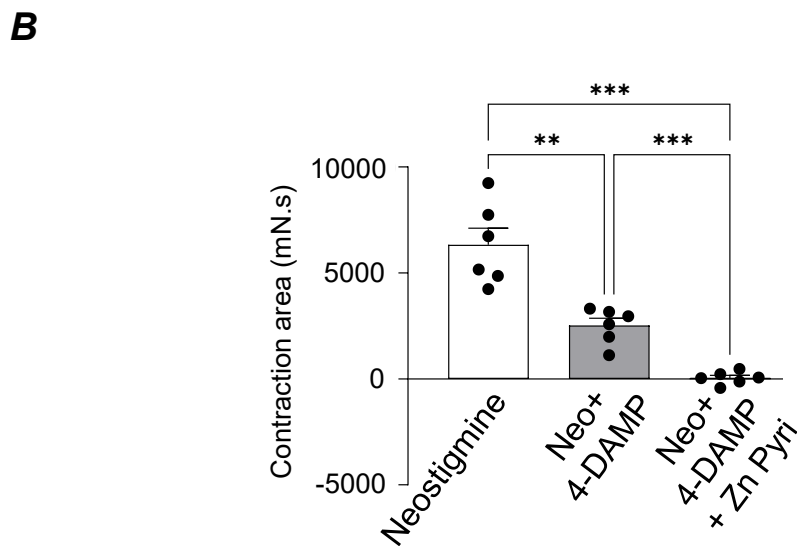 B
***
** ***
10000
5000
0
-5000
Contraction area (mN.s)
Neostigmine
Neo+
4-DAMP
Neo+
4-DAMP
+ Zn Pyri